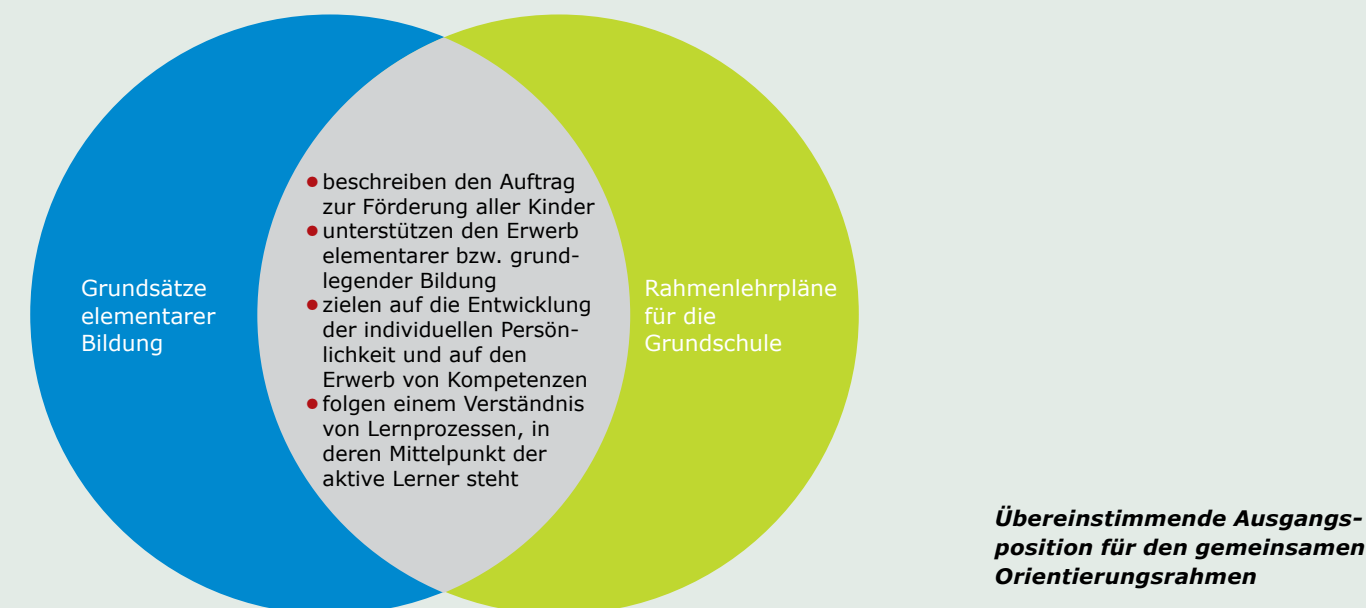 Grundsätze
elementarer
Bildung
• beschreiben den Auftrag
zur Förderung aller Kinder
• unterstützen den Erwerb
elementarer bzw. grund-
legender Bildung
• zielen auf die Entwicklung
der individuellen Persön-
lichkeit und auf den
Erwerb von Kompetenzen
• folgen einem Verständnis
von Lernprozessen, in
deren Mittelpunkt der
aktive Lerner steht
Rahmenlehrpläne
für die
Grundschule
Übereinstimmende Ausgangs-
position für den gemeinsamen
Orientierungsrahmen